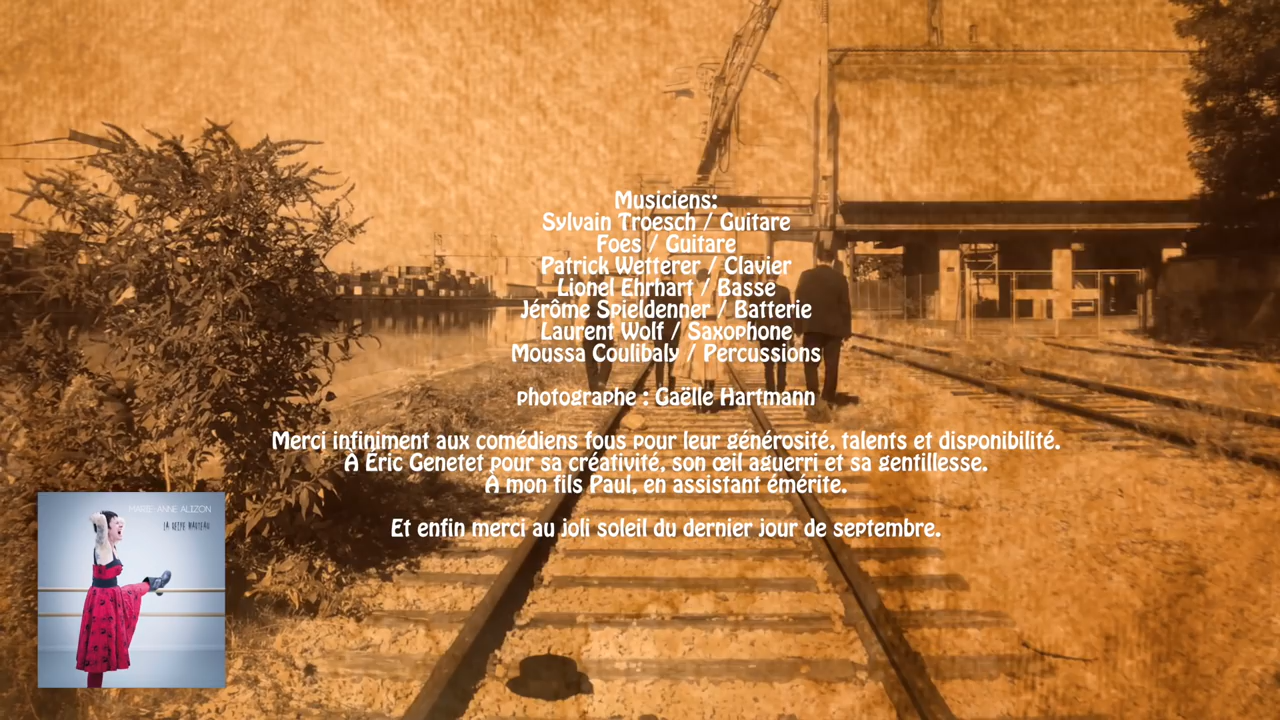 Musiciens:
Sylvain Troesch / Guitare
Foes / Guitare
Patrick Wetterer / Clavier
Lionel Ehrhart / Basse
Jérôme Spieldenner / Batterie
Laurent Wolf / Saxophone
Moussa Coulibaly / Percussions
photographe : Gaëlle Hartmann
Merci infiniment aux comédiens fous pour leur générosité, talents et disponibilité.
À Éric Genetet pour sa créativité, son œil aguerri et sa gentillesse.
À mon fils Paul, en assistant émérite.
Et enfin merci au joli soleil du dernier jour de septembre.
MARIE-ANNE ALIZON